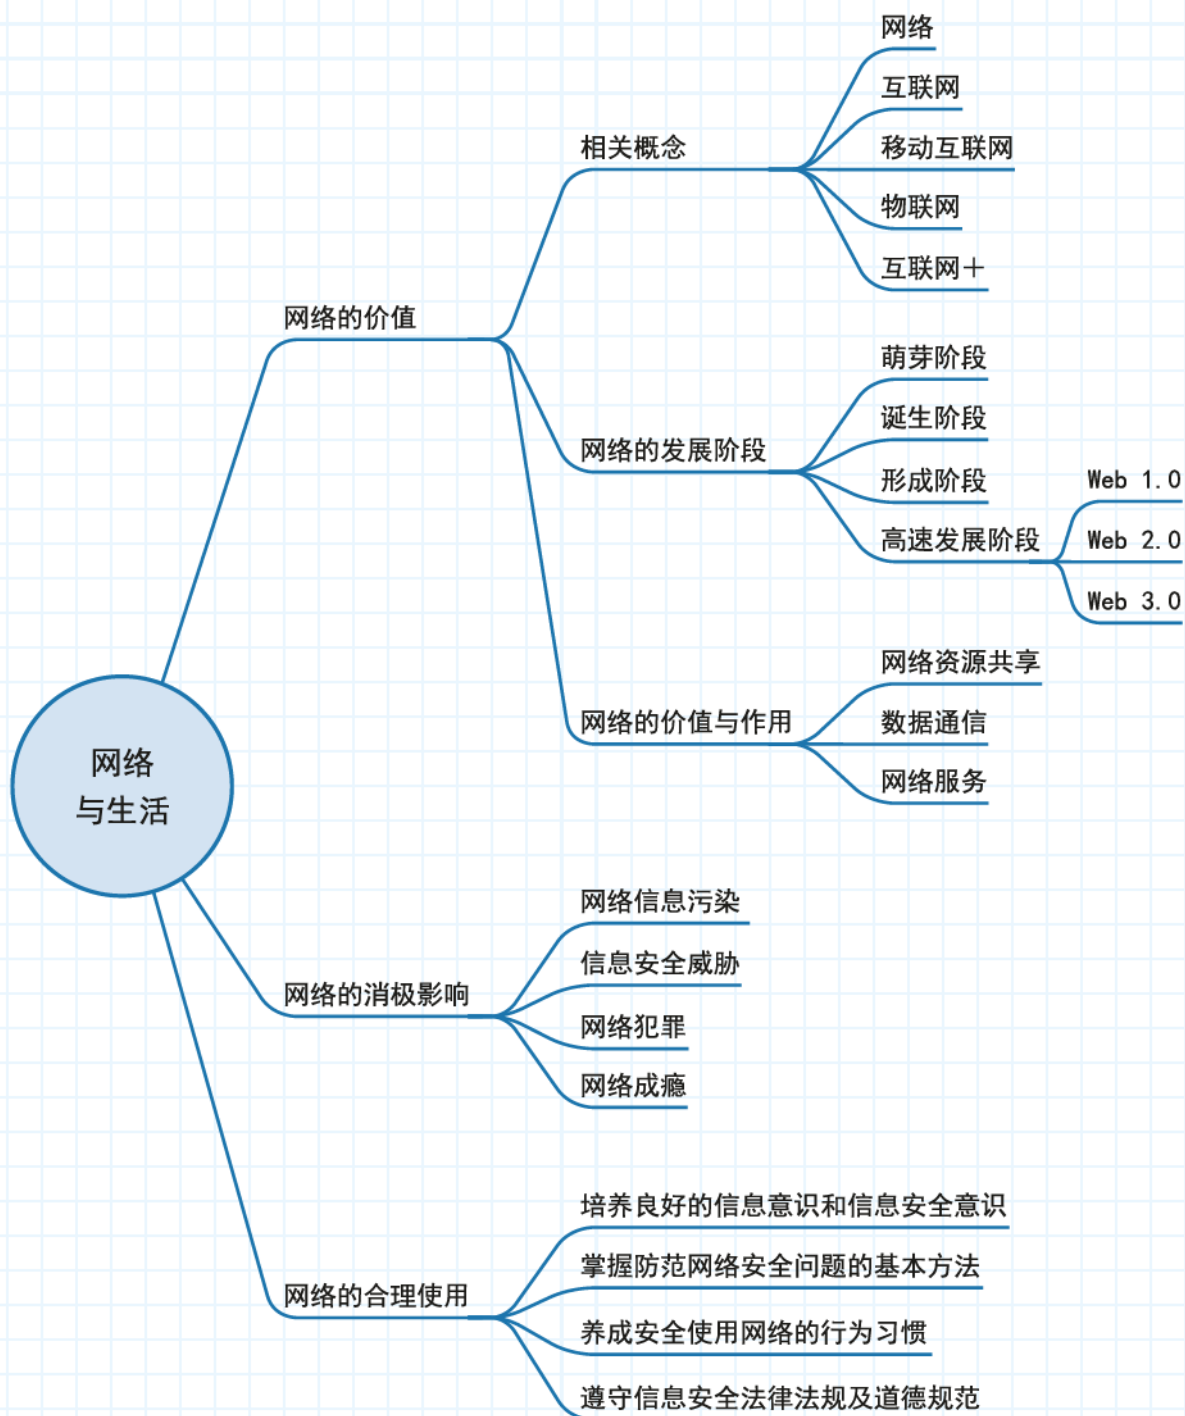 网络
与生活
网络的价值
相关概念
网络
互联网
移动互联网
物联网
互联网＋
网络的发展阶段
萌芽阶段
诞生阶段
形成阶段
高速发展阶段
Web 1.0
Web 2.0
Web 3.0
网络的价值与作用
网络资源共享
数据通信
网络服务
网络的消极影响
网络信息污染
信息安全威胁
网络犯罪
网络成瘾
网络的合理使用
培养良好的信息意识和信息安全意识
掌握防范网络安全问题的基本方法
养成安全使用网络的行为习惯
遵守信息安全法律法规及道德规范